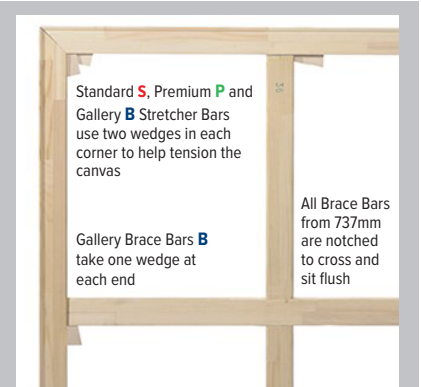 Standard S, Premium P and
Gallery B Stretcher Bars
use two wedges in each
corner to help tension the
canvas
Gallery Brace Bars B
take one wedge at
each end
All Brace Bars
from 737mm
are notched
to cross and
sit flush